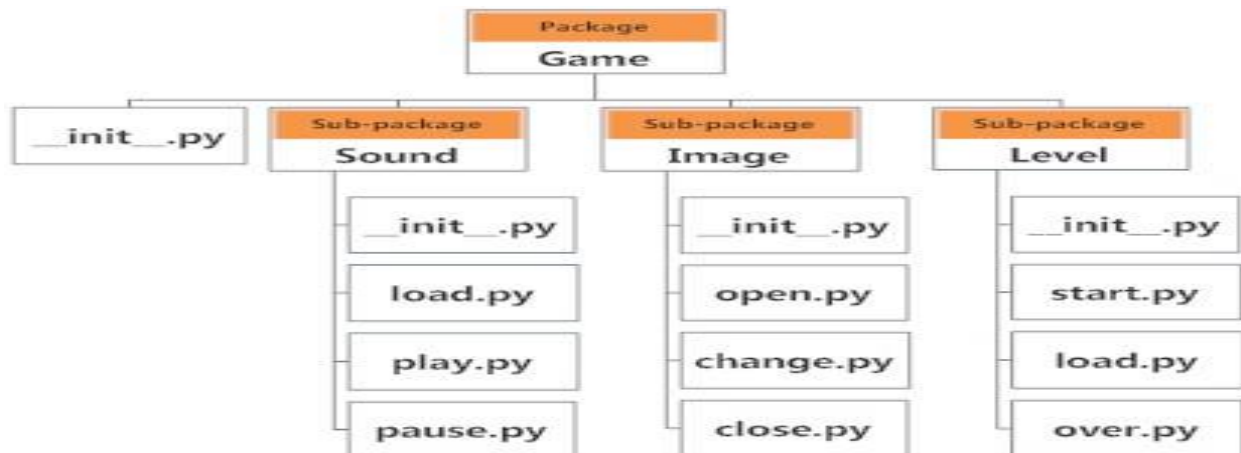 Package
Game
__init__.py
Sub-package
Sound
__init__.py
load.py
play.py
pause.py
Sub-package
Image
__init__.py
open.py
change.py
close.py
Sub-package
Level
__init__.py
start.py
load.py
over.py